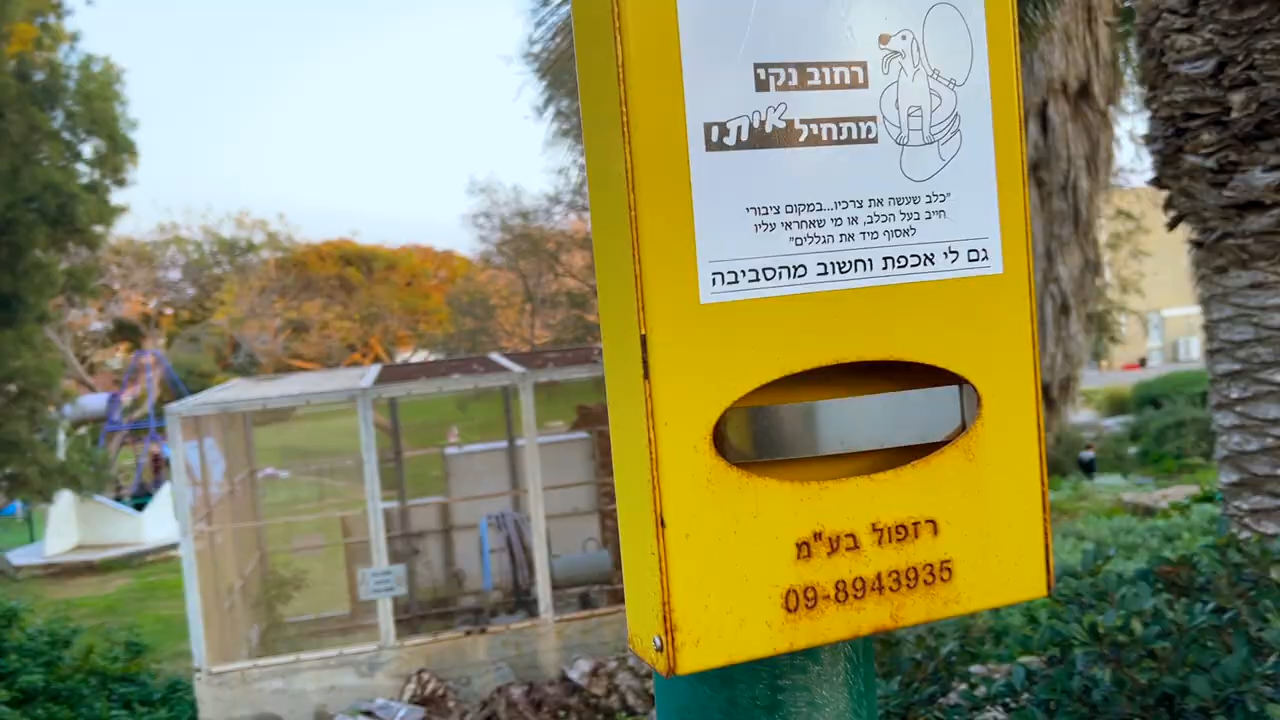 רחוב נקי
מתחיל איתי
"כלב שעשה את צרכיו...במקום ציבורי
חייב בעל הכלב, או מי שאחראי עליו
לאסוף מיד את הגללים"
גם לי אכפת וחשוב מהסביבה
רזפול בע"מ
09-8943935